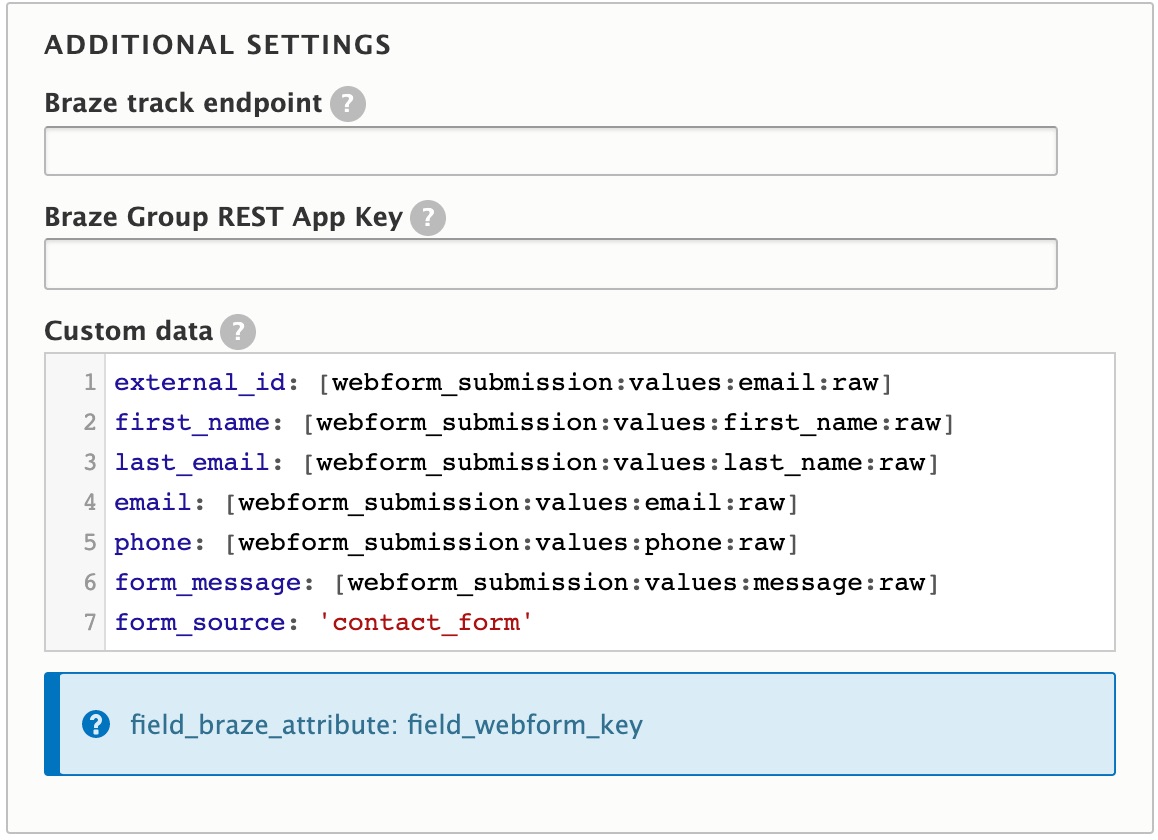 ADDITIONAL SETTINGS
Braze track endpoint ?
Braze Group REST App Key ?
Custom data ?
1 external_id: [webform_submission:values:email:raw]
2 first_name: [webform_submission:values:first_name:raw]
3 last_email: [webform_submission:values:last_name:raw]
4 email: [webform_submission:values:email:raw]
5 phone: [webform_submission:values:phone:raw]
6 form_message: [webform_submission:values:message:raw]
7 form_source: 'contact_form'
? field_braze_attribute: field_webform_key